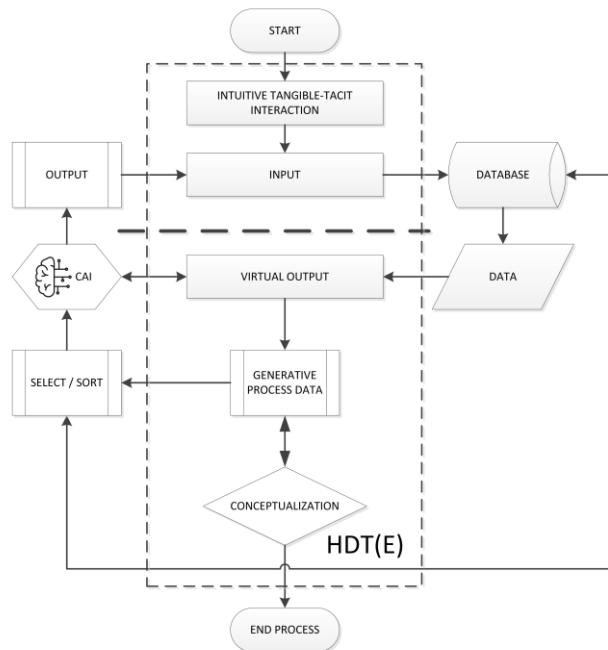 START
INTUITIVE TANGIBLE-TACIT
INTERACTION
OUTPUT
INPUT
DATABASE
CAI
VIRTUAL OUTPUT
DATA
SELECT / SORT
GENERATIVE
PROCESS DATA
CONCEPTUALIZATION
HDT(E)
END PROCESS